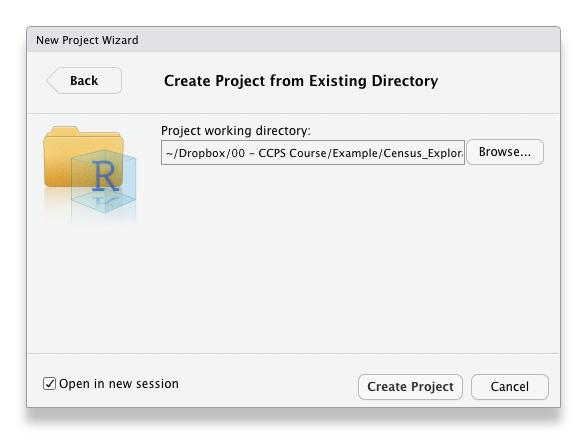 New Project Wizard
Back
Create Project from Existing Directory
R
Project working directory:
~/Dropbox/00 – CCPS Course/Example/Census_Explor
Browse...
Open in new session
Create Project
Cancel